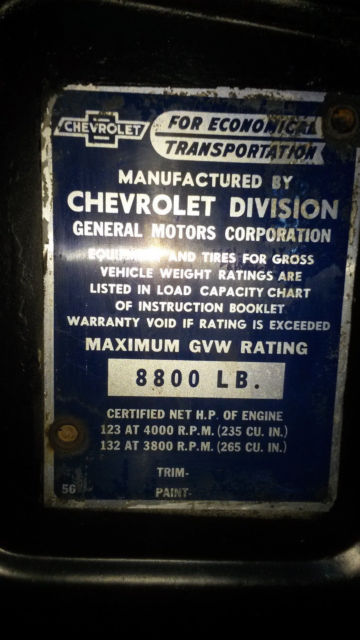 CHEVROLET
FOR ECONOMICAL
TRANSPORTATION
MANUFACTURED BY
CHEVROLET DIVISION
GENERAL MOTORS CORPORATION
EQUIPMENT AND TIRES FOR GROSS
VEHICLE WEIGHT RATINGS ARE
LISTED IN LOAD CAPACITY CHART
OF INSTRUCTION BOOKLET
WARRANTY VOID IF RATING IS EXCEEDED
MAXIMUM GVW RATING
8800 LB.
CERTIFIED NET H.P. OF ENGINE
123 AT 4000 R.P.M. (235 CU. IN.)
132 AT 3800 R.P.M. (265 CU. IN.)
TRIM-
56 PAINT-